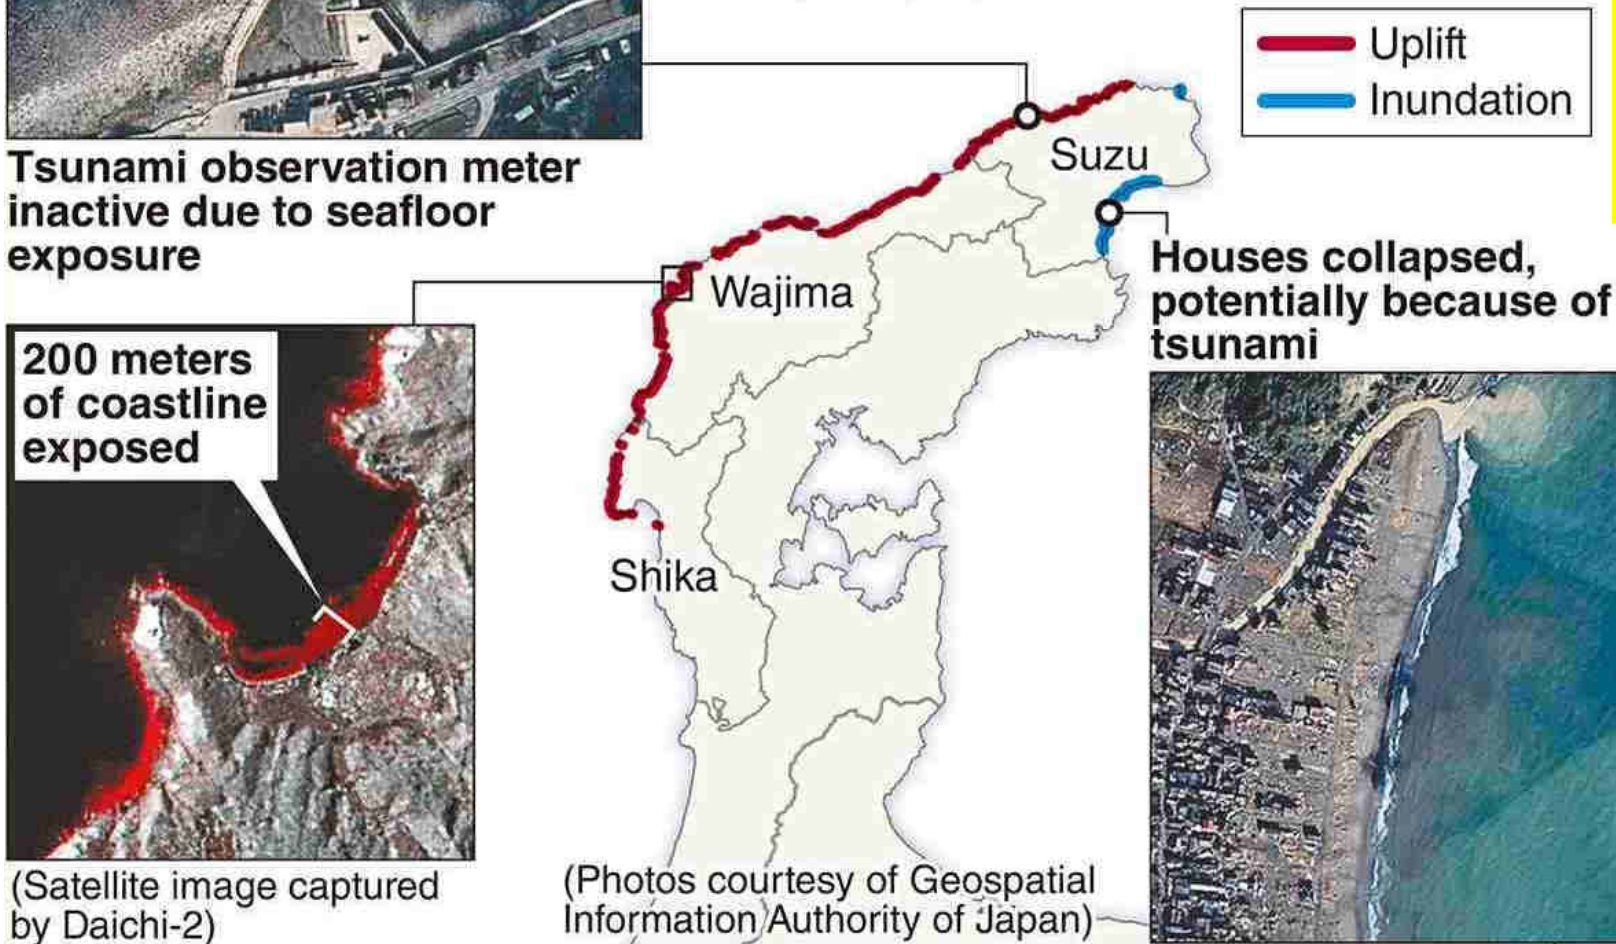 Uplift
Inundation
Tsunami observation meter
inactive due to seafloor
exposure
Suzu
Wajima
Houses collapsed,
potentially because of
tsunami
200 meters
of coastline
exposed
Shika
(Satellite image captured
by Daichi-2)
(Photos courtesy of Geospatial
Information Authority of Japan)